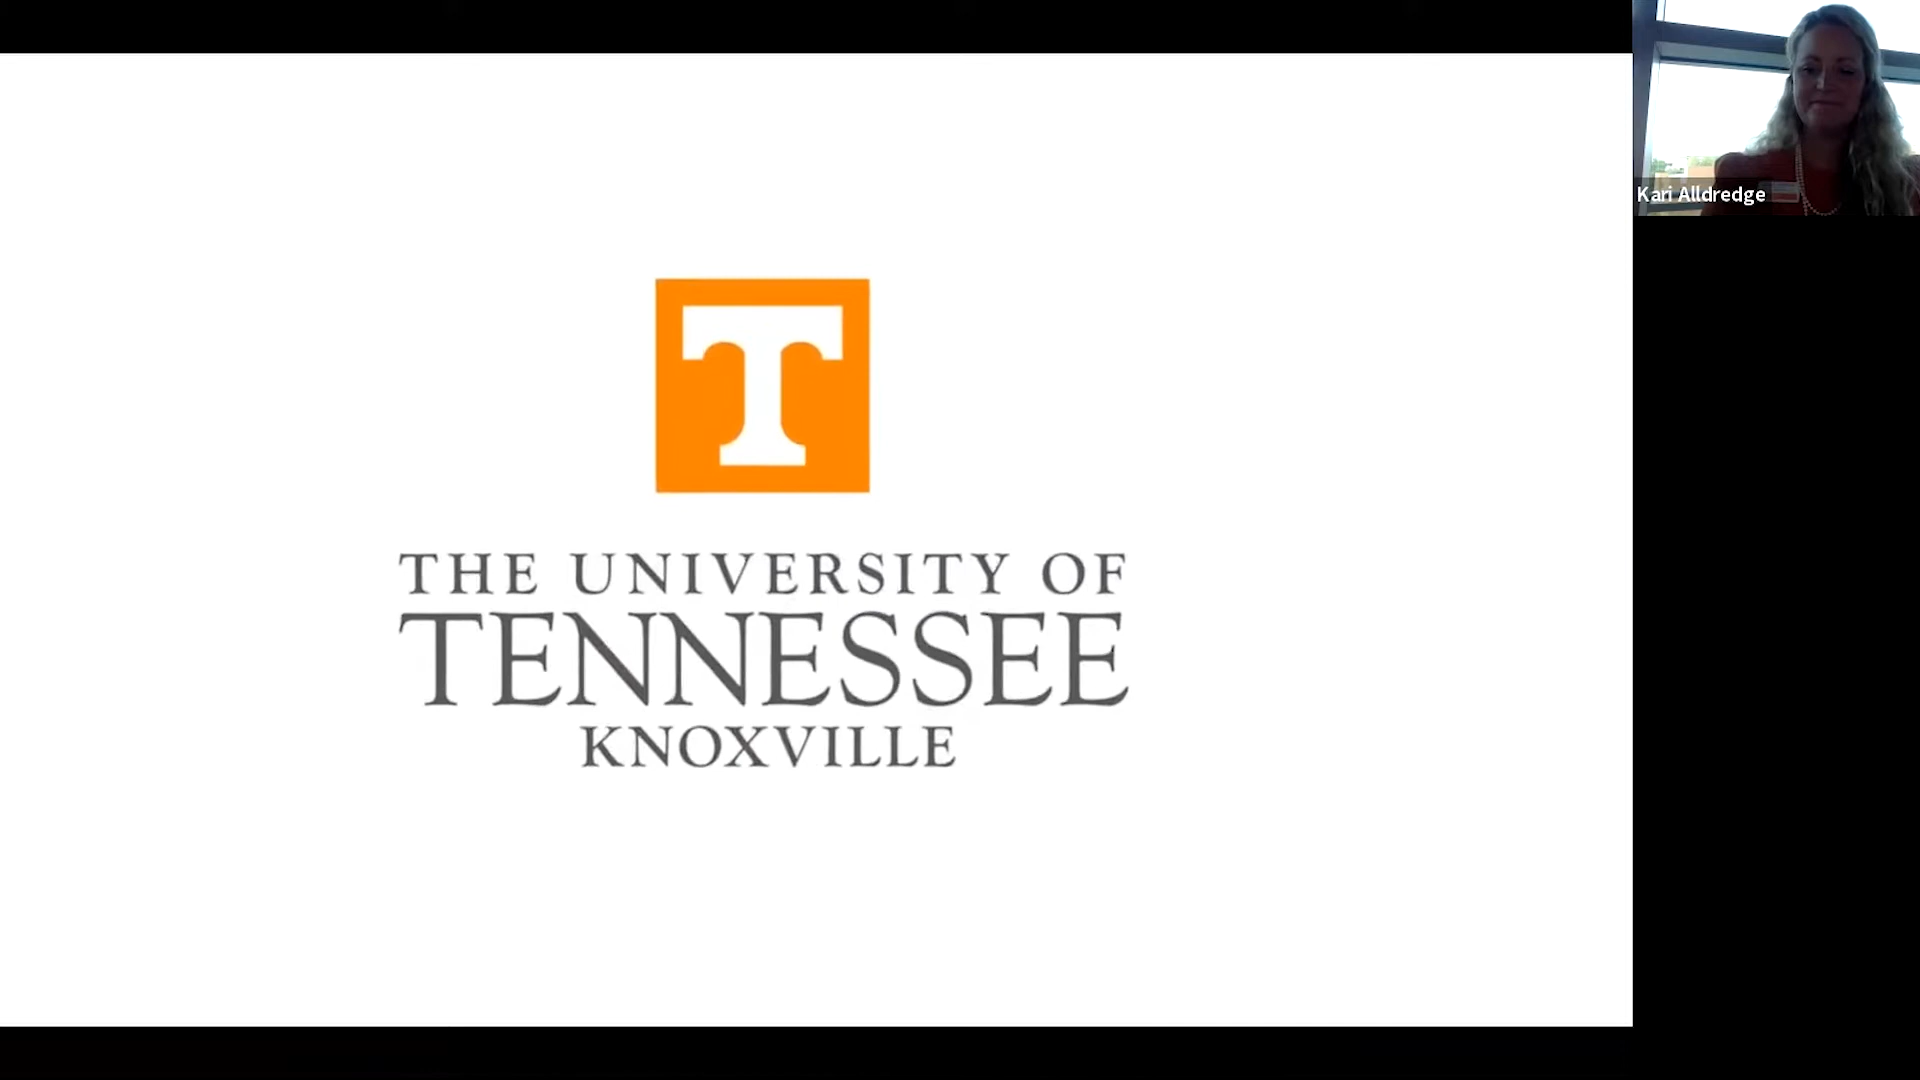 T
THE UNIVERSITY OF
TENNESSEE
KNOXVILLE
Kari Alldredge